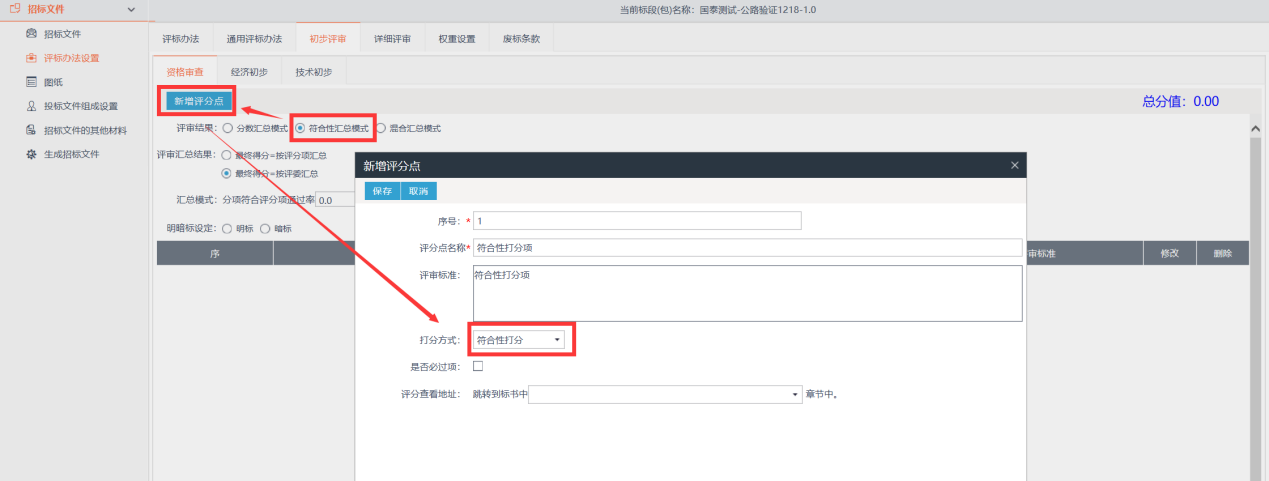 招标文件
当前标段(包)名称：国泰测试-公路验证1218-1.0
招标文件
评标办法设置
图纸
投标文件组成设置
招标文件的其他材料
生成招标文件
评标办法 通用评标办法 初步评审 详细评审 权重设置 废标条款
资格审查 经济初步 技术初步
新增评分点 总分值：0.00
评审结果： 分数汇总模式 符合性汇总模式 混合汇总模式
评审汇总结果： 最终得分=按评分项汇总
最终得分=按评委汇总
汇总模式：分项符合评分项通过率 0.0
明暗标设定： 明标 暗标
序 审标准 修改 删除
新增评分点
保存 取消
序号：* 1
评分点名称* 符合性打分项
评审标准： 符合性打分项
打分方式： 符合性打分
是否必过项：
评分查看地址： 跳转到标书中 章节中。